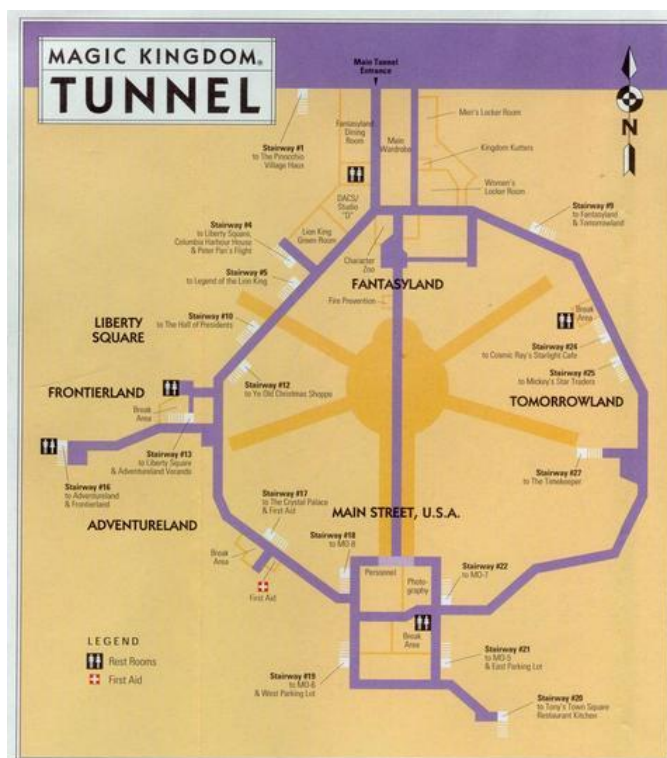 MAGIC KINGDOM®
TUNNEL
Main Tunnel
Entrance
N
Stairway #1
to The Pinocchio
Village Haus
Fantasyland
Dining
Room
Main
Wardrobe
Men's Locker Room
Kingdom Kutters
Women's
Locker Room
DACS/
Studio
"D"
Lion King
Green Room
Character
Zoo
Stairway #9
to Fantasyland
& Tomorrowland
Stairway #4
to Liberty Square,
Columbia Harbour House
& Peter Pan's Flight
Stairway #5
to Legend of the Lion King
FANTASYLAND
Fire Prevention
Stairway #10
to The Hall of Presidents
LIBERTY
SQUARE
Break
Area
Stairway #24
to Cosmic Ray's Starlight Cafe
Stairway #25
to Mickey's Star Traders
Stairway #12
to Ye Old Christmas Shoppe
FRONTIERLAND
TOMORROWLAND
Break
Area
Stairway #13
to Liberty Square
& Adventureland Veranda
Stairway #16
to Adventureland
& Frontierland
Stairway #27
to The Timekeeper
Stairway #17
to The Crystal Palace
& First Aid
ADVENTURELAND
MAIN STREET, U.S.A.
Stairway #18
to MO-8
Break
Area
First Aid
Personnel
Photo-
graphy
Stairway #22
to MO-7
Break
Area
Stairway #21
to MO-5
& East Parking Lot
Stairway #19
to MO-6
& West Parking Lot
Stairway #20
to Tony's Town Square
Restaurant Kitchen
LEGEND
Rest Rooms
First Aid